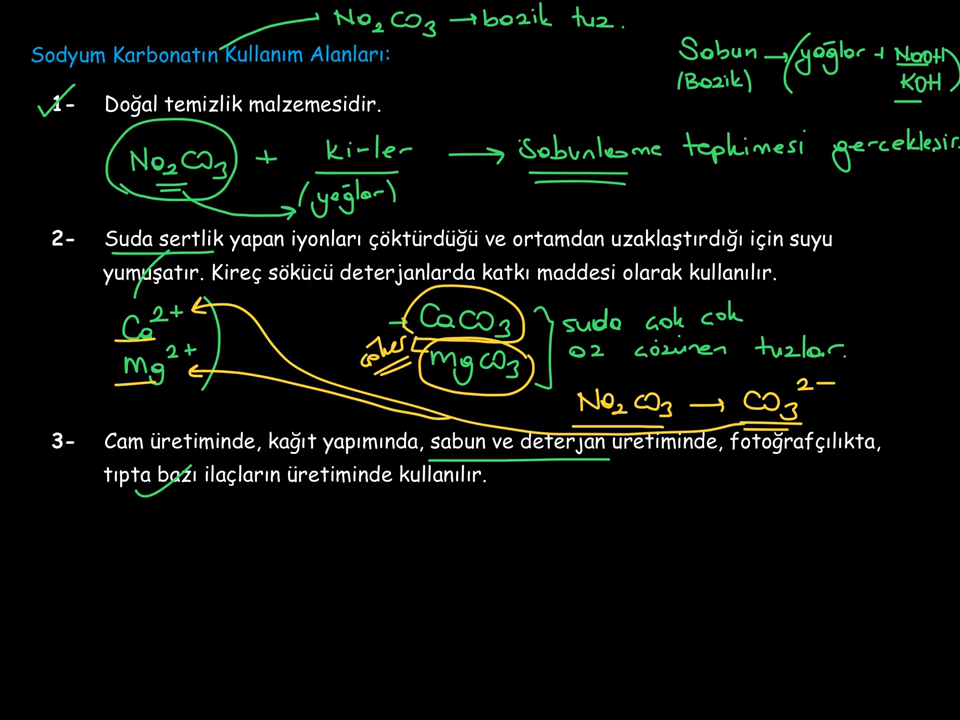 Na₂CO₃ → bazik tuz.
Sodyum Karbonatın Kullanım Alanları:
Sabun → (yağlar + NaOH
(Bazik) KOH)
1- Doğal temizlik malzemesidir.
Na₂CO₃ + kirler → Sabunlaşma tepkimesi gerçekleşir.
(yağlar)
2- Suda sertlik yapan iyonları çöktürdüğü ve ortamdan uzaklaştırdığı için suyu
yumuşatır. Kireç sökücü deterjanlarda katkı maddesi olarak kullanılır.
Ca²⁺ → CaCO₃ suda çok çok
çöker
Mg²⁺ MgCO₃ az çözünen tuzlar.
Na₂CO₃ → CO₃²⁻
3- Cam üretiminde, kağıt yapımında, sabun ve deterjan üretiminde, fotoğrafçılıkta,
tıpta bazı ilaçların üretiminde kullanılır.